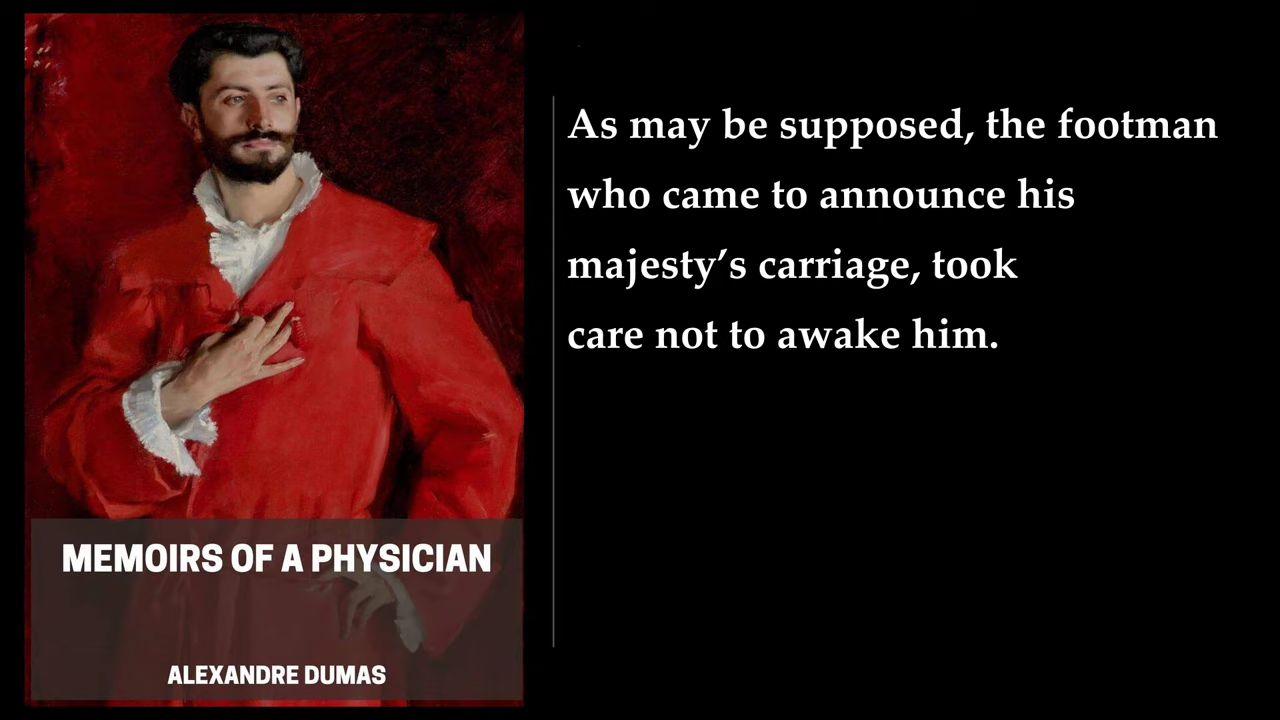 As may be supposed, the footman
who came to announce his
majesty’s carriage, took
care not to awake him.
MEMOIRS OF A PHYSICIAN
ALEXANDRE DUMAS